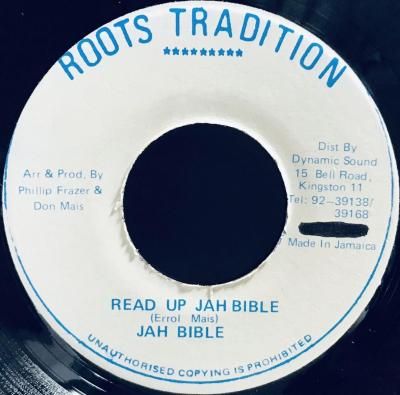 ROOTS TRADITION
*********
Arr & Prod. By
Phillip Frazer &
Don Mais
Dist By
Dynamic Sound
15 Bell Road,
Kingston 11
Tel: 92-39138/
39168
Made In Jamaica
READ UP JAH BIBLE
(Errol Mais)
JAH BIBLE
UNAUTHORISED COPYING IS PROHIBITED